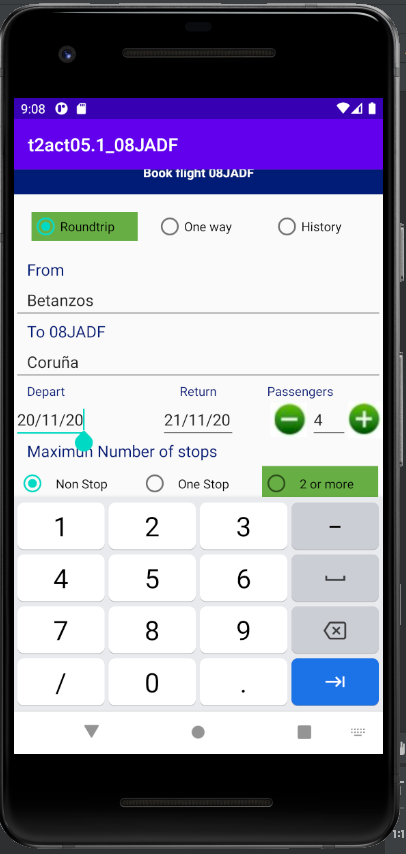 9:08
t2act05.1_08JADF
Book flight 08JADF
Roundtrip One way History
From
Betanzos
To 08JADF
Coruña
Depart Return Passengers
20/11/20 21/11/20 4
Maximun Number of stops
Non Stop One Stop 2 or more
1 2 3 -
4 5 6
7 8 9
/ 0 .
1:1